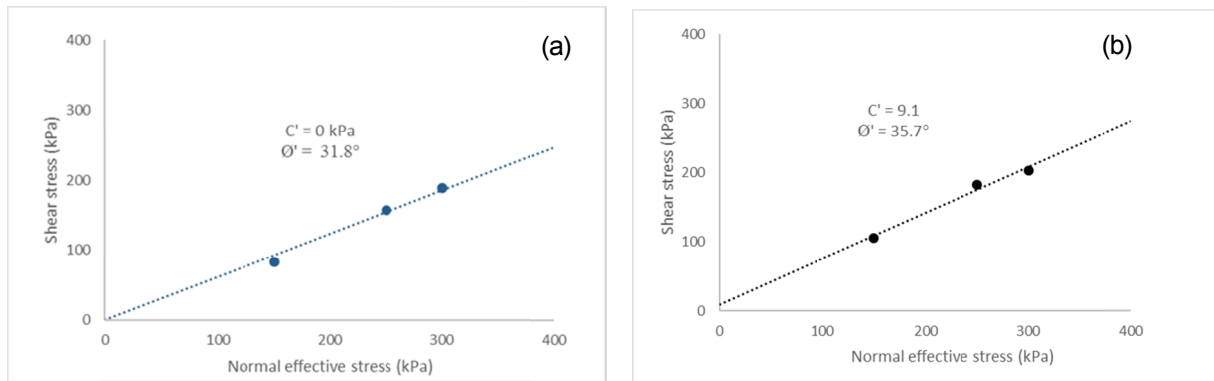 (a)
400
300
200
100
0
Shear stress (kPa)
C' = 0 kPa
Ø' = 31.8°
0 100 200 300 400
Normal effective stress (kPa)
(b)
400
300
200
100
0
Shear stress (kPa)
C' = 9.1
Ø' = 35.7°
0 100 200 300 400
Normal effective stress (kPa)